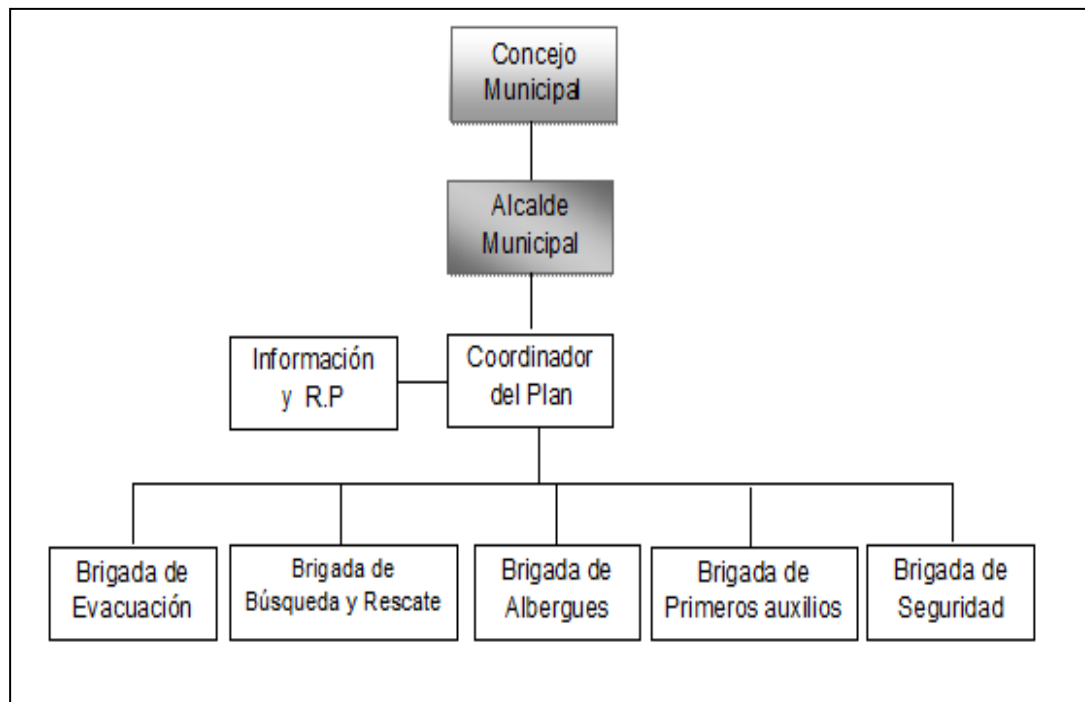 Concejo
Municipal
Alcalde
Municipal
Información
y R.P
Coordinador
del Plan
Brigada de
Evacuación
Brigada de
Búsqueda y Rescate
Brigada de
Albergues
Brigada de
Primeros auxilios
Brigada de
Seguridad